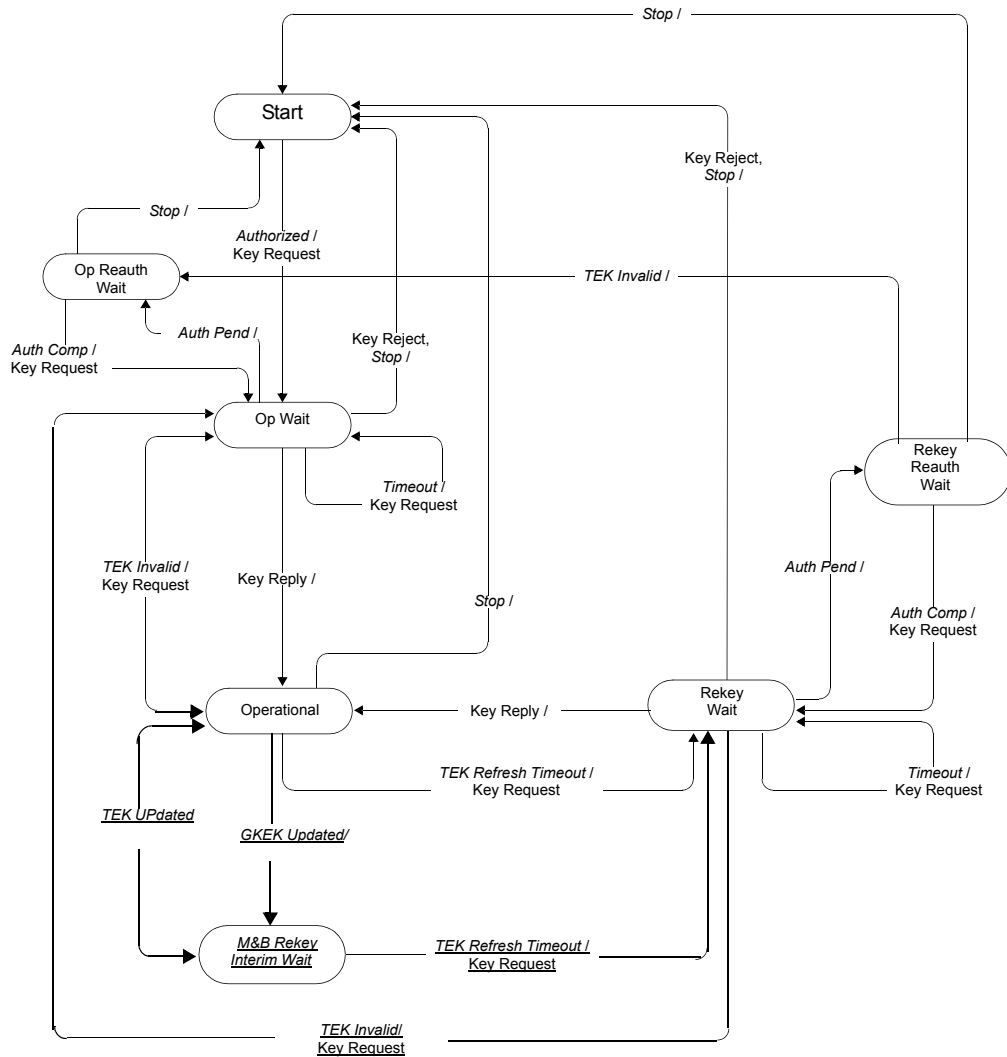 Stop /
Start
Key Reject,
Stop /
Stop /
Authorized /
Key Request
Op Reauth
Wait
TEK Invalid /
Auth Pend /
Key Reject,
Stop /
Auth Comp /
Key Request
Op Wait
Rekey
Reauth
Wait
Timeout /
Key Request
TEK Invalid /
Key Request
Key Reply /
Auth Pend /
Stop /
Auth Comp /
Key Request
Operational
Key Reply /
Rekey
Wait
TEK Refresh Timeout /
Key Request
Timeout /
Key Request
TEK UPdated
GKEK Updated/
M&B Rekey
Interim Wait
TEK Refresh Timeout /
Key Request
TEK Invalid/
Key Request